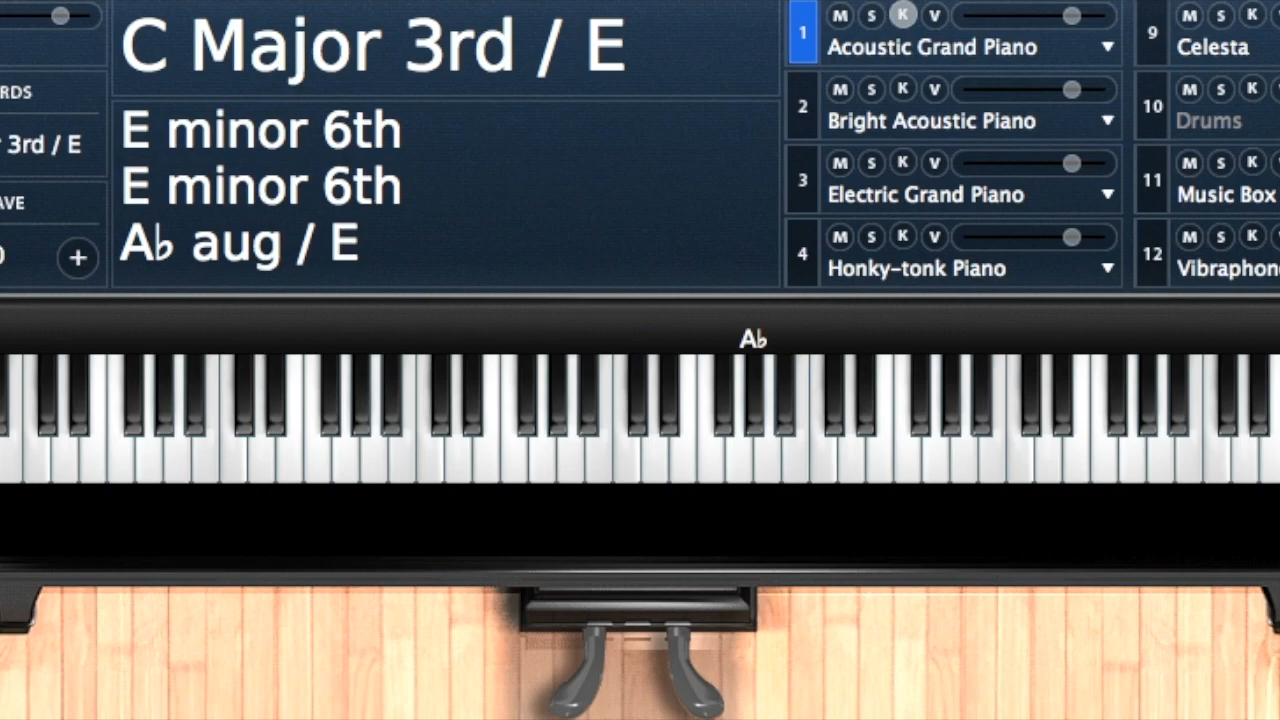 C Major 3rd / E
E minor 6th
E minor 6th
A♭ aug / E
RDS
3rd / E
AVE
+
1
M S K V
Acoustic Grand Piano
2
M S K V
Bright Acoustic Piano
3
M S K V
Electric Grand Piano
4
M S K V
Honky-tonk Piano
9
M S K
Celesta
10
M S K
Drums
11
M S K
Music Box
12
M S K
Vibraphon
A♭